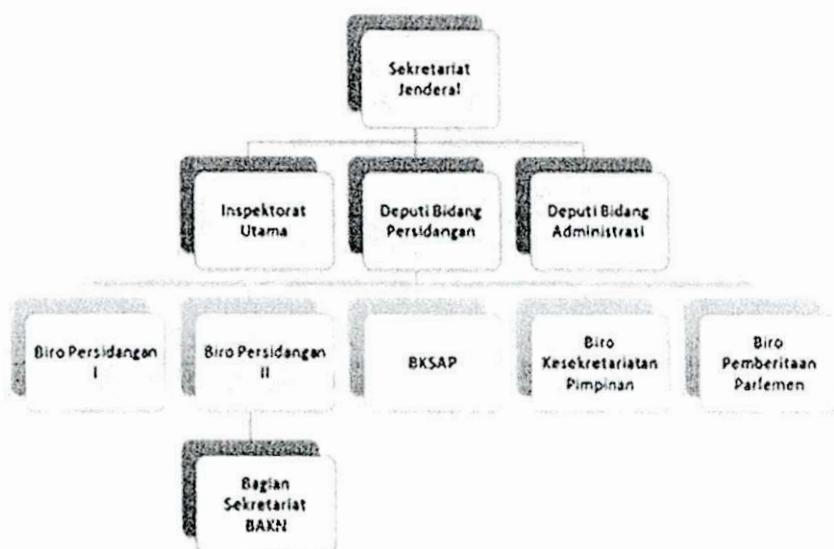 Sekretariat
Jenderal
Inspektorat
Utama
Deputi Bidang
Persidangan
Deputi Bidang
Administrasi
Biro Persidangan
I
Biro Persidangan
II
BKSAP
Biro
Kesekretariatan
Pimpinan
Biro
Pemberitaan
Parlemen
Bagian
Sekretariat
BAKN